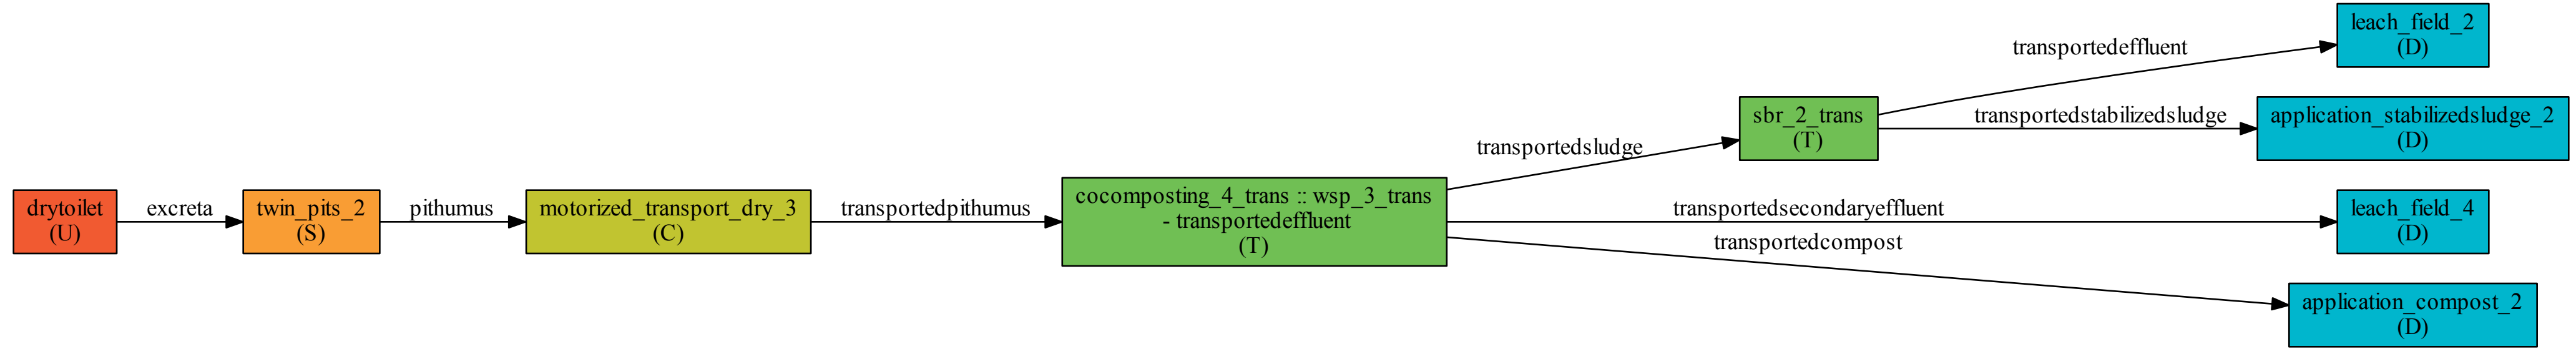 drytoilet
(U)
excreta
twin_pits_2
(S)
pithumus
motorized_transport_dry_3
(C)
transportedpithumus
cocomposting_4_trans :: wsp_3_trans
- transportedeffluent
(T)
transportedsludge
transportedsecondaryeffluent
transportedcompost
sbr_2_trans
(T)
transportedeffluent
transportedstabilizedsludge
leach_field_2
(D)
application_stabilizedsludge_2
(D)
leach_field_4
(D)
application_compost_2
(D)